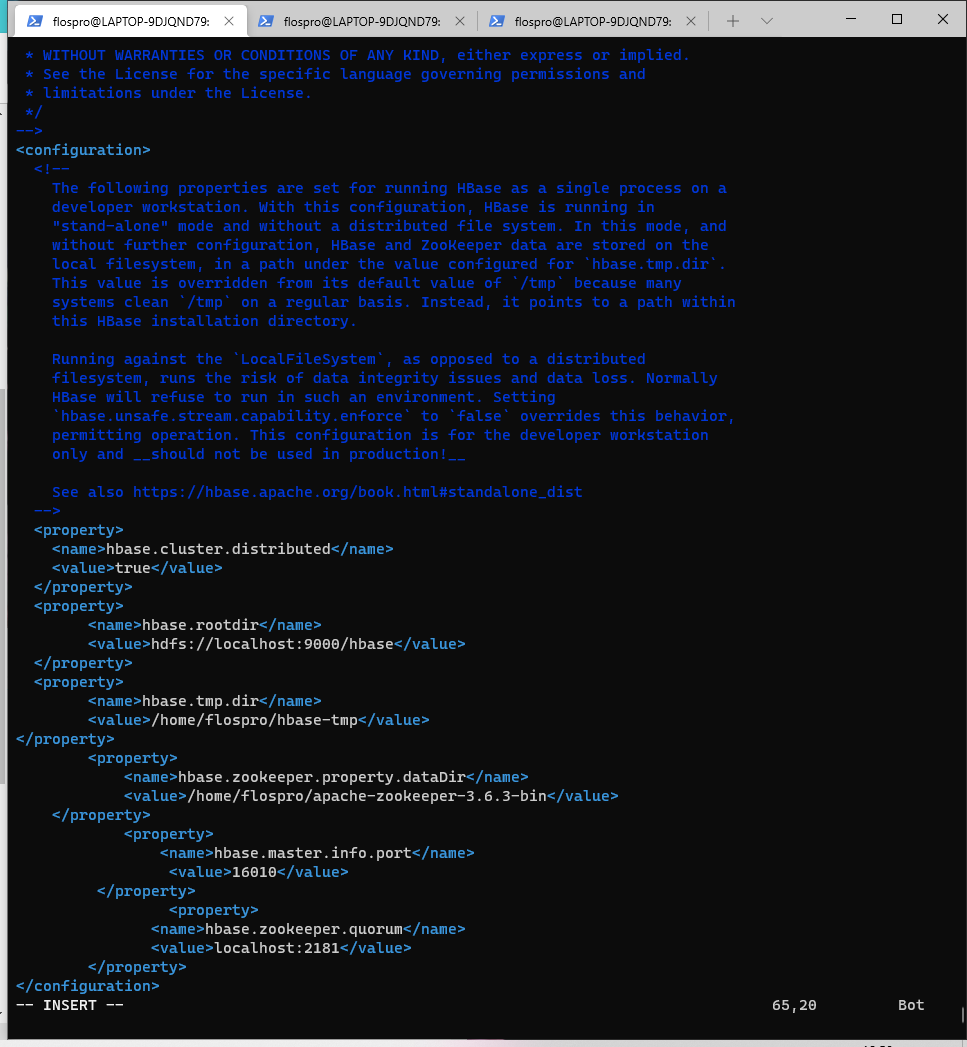 flospro@LAPTOP-9DJQND79: flospro@LAPTOP-9DJQND79: flospro@LAPTOP-9DJQND79:
 * WITHOUT WARRANTIES OR CONDITIONS OF ANY KIND, either express or implied.
 * See the License for the specific language governing permissions and
 * limitations under the License.
 */
-->
<configuration>
  <!--
    The following properties are set for running HBase as a single process on a
    developer workstation. With this configuration, HBase is running in
    "stand-alone" mode and without a distributed file system. In this mode, and
    without further configuration, HBase and ZooKeeper data are stored on the
    local filesystem, in a path under the value configured for `hbase.tmp.dir`.
    This value is overridden from its default value of `/tmp` because many
    systems clean `/tmp` on a regular basis. Instead, it points to a path within
    this HBase installation directory.

    Running against the `LocalFileSystem`, as opposed to a distributed
    filesystem, runs the risk of data integrity issues and data loss. Normally
    HBase will refuse to run in such an environment. Setting
    `hbase.unsafe.stream.capability.enforce` to `false` overrides this behavior,
    permitting operation. This configuration is for the developer workstation
    only and __should not be used in production!__

    See also https://hbase.apache.org/book.html#standalone_dist
  -->
  <property>
    <name>hbase.cluster.distributed</name>
    <value>true</value>
  </property>
  <property>
        <name>hbase.rootdir</name>
        <value>hdfs://localhost:9000/hbase</value>
  </property>
  <property>
        <name>hbase.tmp.dir</name>
        <value>/home/flospro/hbase-tmp</value>
</property>
        <property>
            <name>hbase.zookeeper.property.dataDir</name>
            <value>/home/flospro/apache-zookeeper-3.6.3-bin</value>
    </property>
            <property>
                <name>hbase.master.info.port</name>
                 <value>16010</value>
         </property>
                 <property>
               <name>hbase.zookeeper.quorum</name>
               <value>localhost:2181</value>
        </property>
</configuration>
-- INSERT -- 65,20 Bot